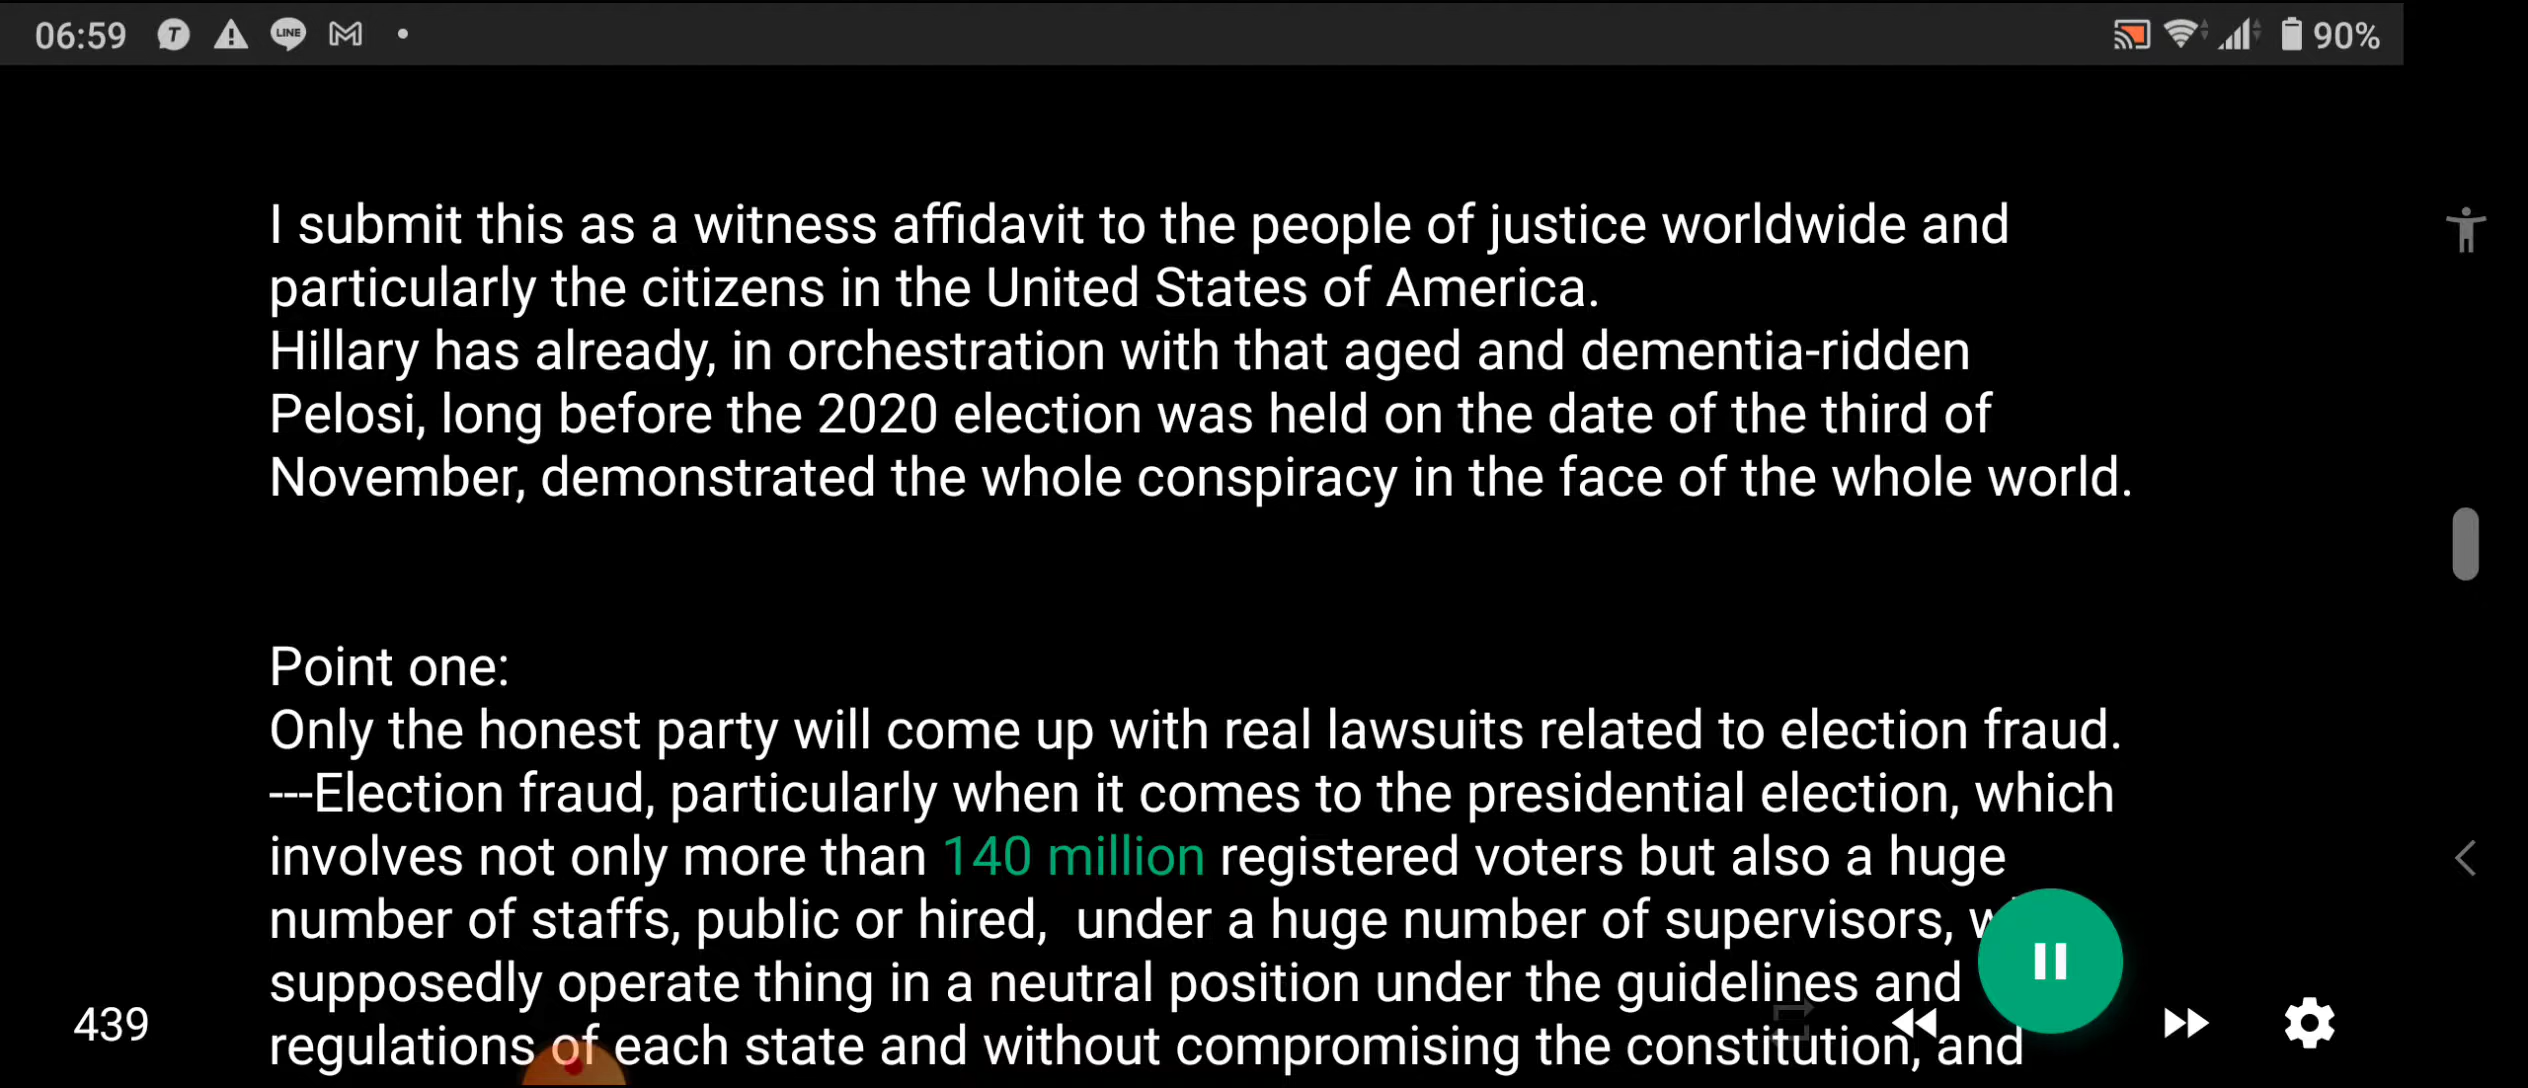 06:59
T
LINE
90%
I submit this as a witness affidavit to the people of justice worldwide and
particularly the citizens in the United States of America.
Hillary has already, in orchestration with that aged and dementia-ridden
Pelosi, long before the 2020 election was held on the date of the third of
November, demonstrated the whole conspiracy in the face of the whole world.
Point one:
Only the honest party will come up with real lawsuits related to election fraud.
---Election fraud, particularly when it comes to the presidential election, which
involves not only more than 140 million registered voters but also a huge
number of staffs, public or hired,  under a huge number of supervisors,
supposedly operate thing in a neutral position under the guidelines and
regulations of each state and without compromising the constitution, and
439